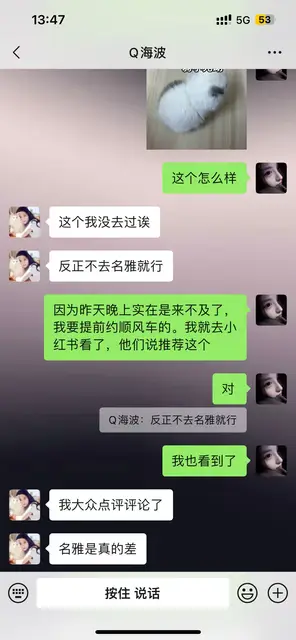 13:47
5G
53
Q海波
这个怎么样
这个我没去过诶
反正不去名雅就行
因为昨天晚上实在是来不及了，
我要提前约顺风车的。我就去小
红书看了，他们说推荐这个
对
Q海波：反正不去名雅就行
我也看到了
我大众点评评论了
名雅是真的差
按住 说话